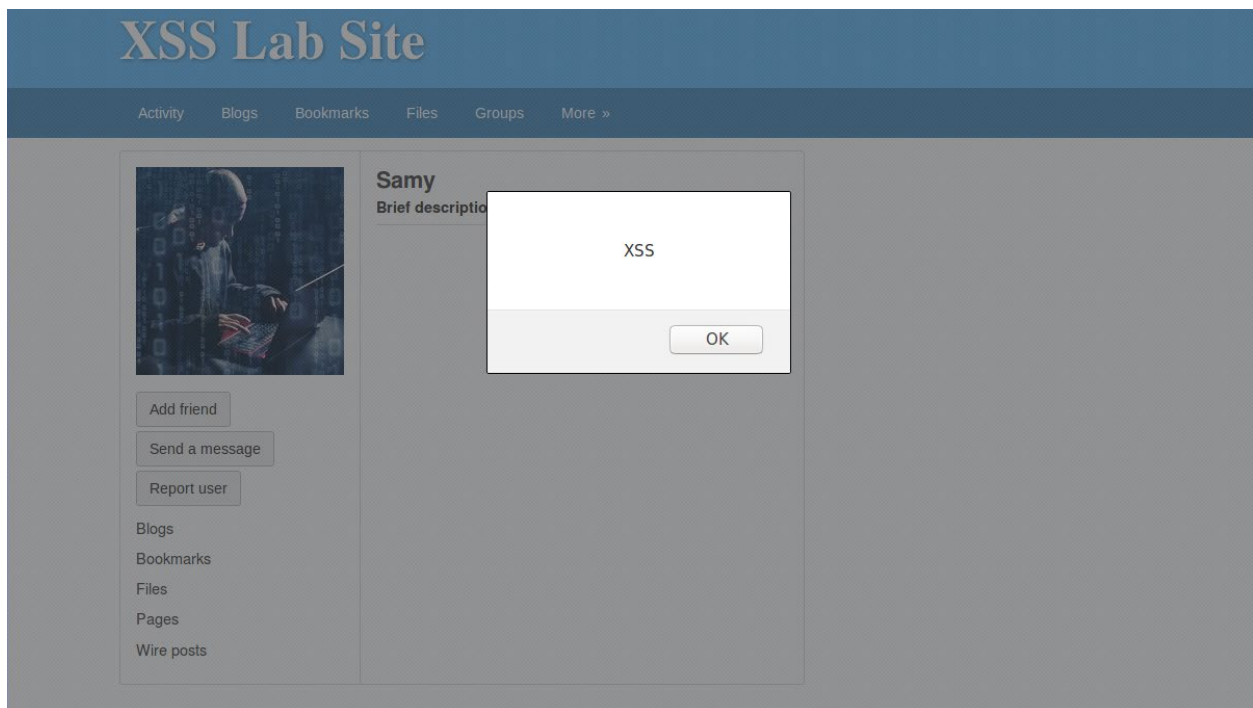 XSS Lab Site
Activity Blogs Bookmarks Files Groups More »
Samy
Brief descriptio
XSS
OK
Add friend
Send a message
Report user
Blogs
Bookmarks
Files
Pages
Wire posts